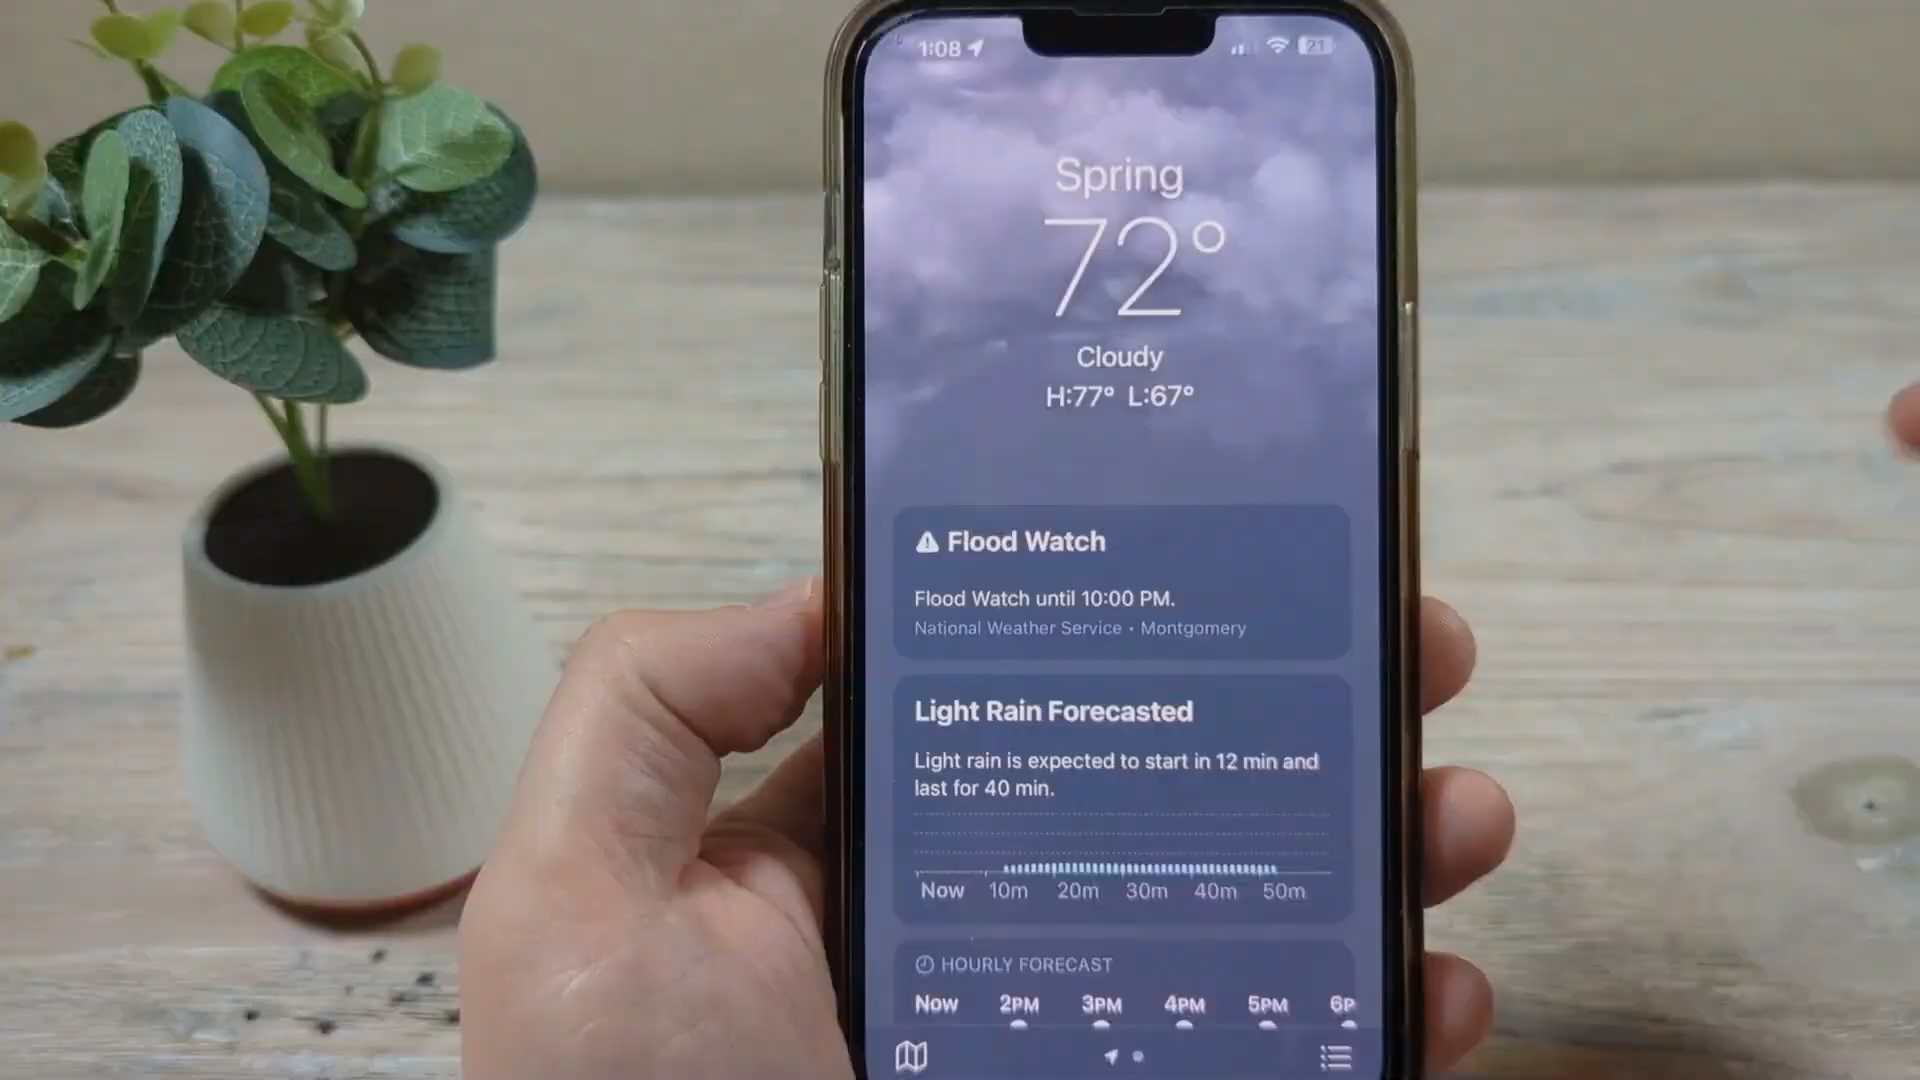 1:08
21
Spring
72°
Cloudy
H:77° L:67°
Flood Watch
Flood Watch until 10:00 PM.
National Weather Service • Montgomery
Light Rain Forecasted
Light rain is expected to start in 12 min and
last for 40 min.
Now 10m 20m 30m 40m 50m
HOURLY FORECAST
Now 2PM 3PM 4PM 5PM 6P